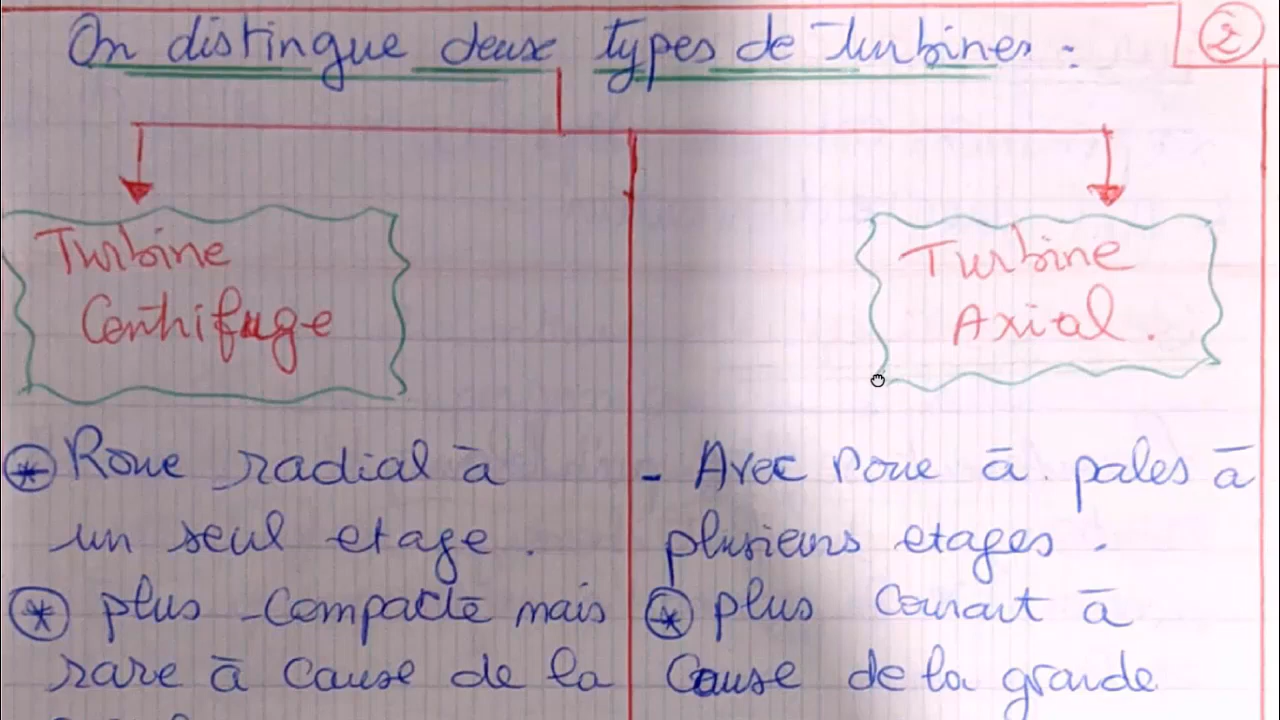 On distingue deux types de Turbines :
2
Turbine
Centrifuge
Turbine
Axial.
Roue radial à
un seul etage.
plus compacte mais
rare à cause de la
- Avec roue à pales à
plusieurs etages.
plus courant à
Cause de la grande